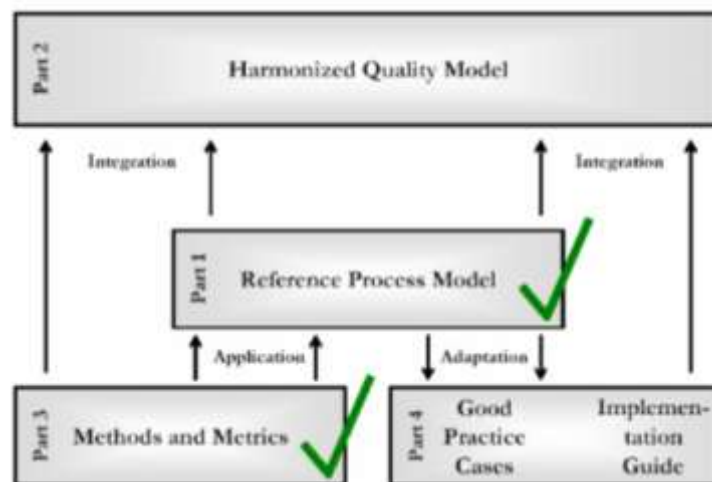 Part 2
Harmonized Quality Model
Integration
Integration
Part 1
Reference Process Model
Application
Adaptation
Part 3
Methods and Metrics
Part 4
Good
Practice
Cases
Implemen-
tation
Guide